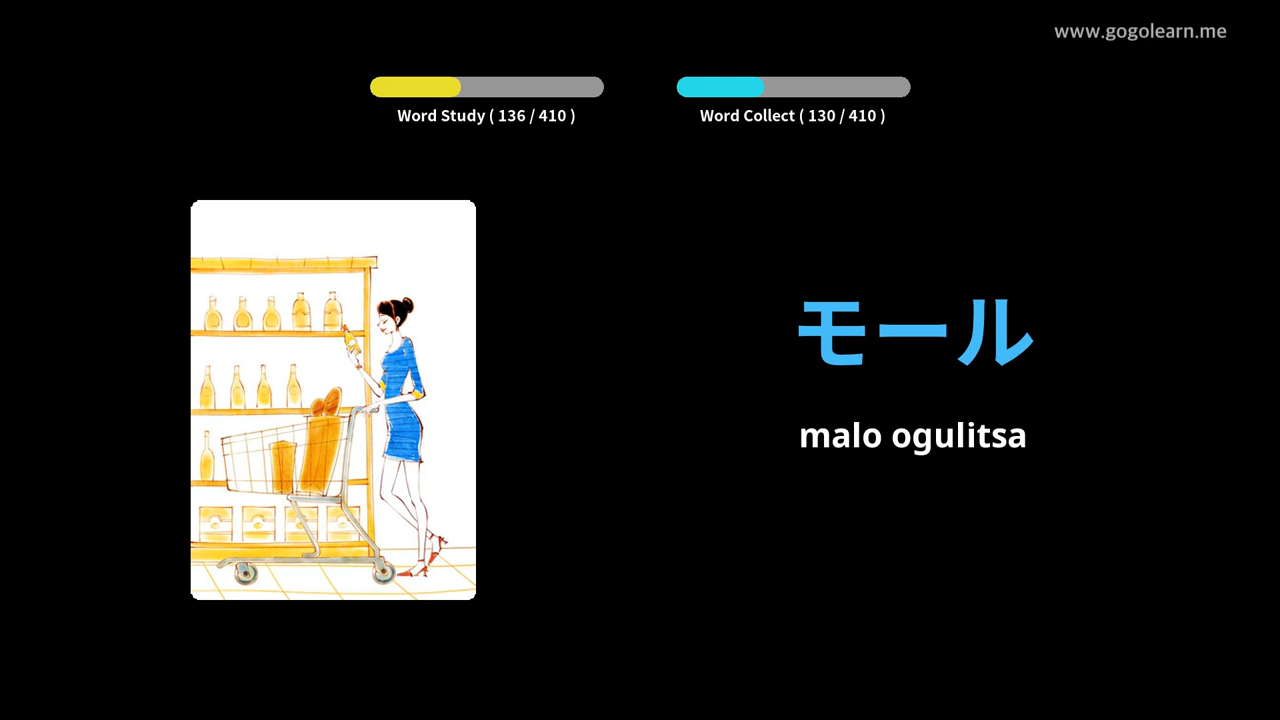 www.gogolearn.me
Word Study ( 136 / 410 )
Word Collect ( 130 / 410 )
モール
malo ogulitsa